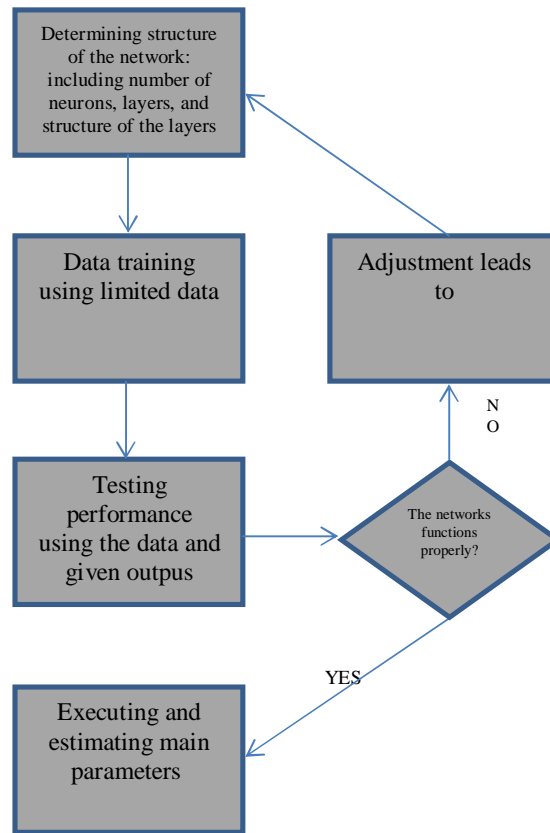 Determining structure
of the network:
including number of
neurons, layers, and
structure of the layers
Data training
using limited data
Adjustment leads
to
N
O
Testing
performance
using the data and
given outpus
The networks
functions
properly?
YES
Executing and
estimating main
parameters